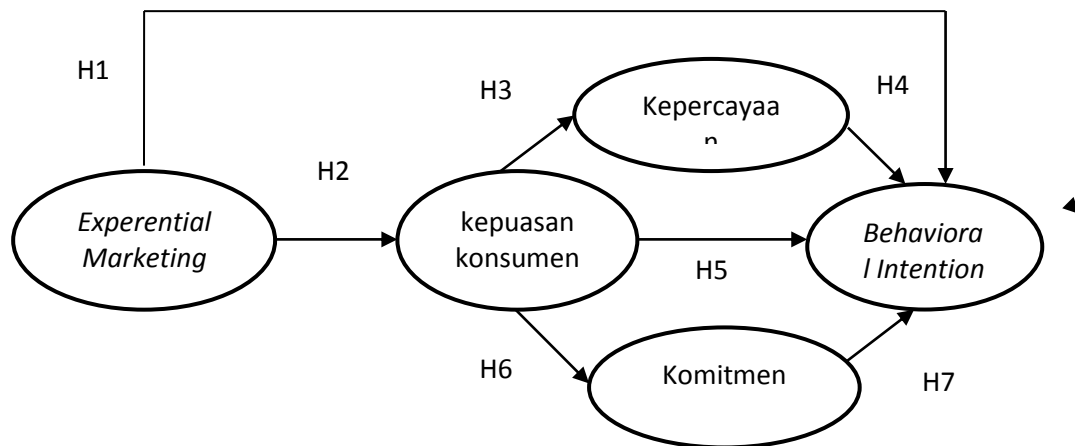 H1
H3
H4
Kepercayaa
n
H2
Experential
Marketing
kepuasan
konsumen
Behaviora
l Intention
H5
H6
Komitmen
H7